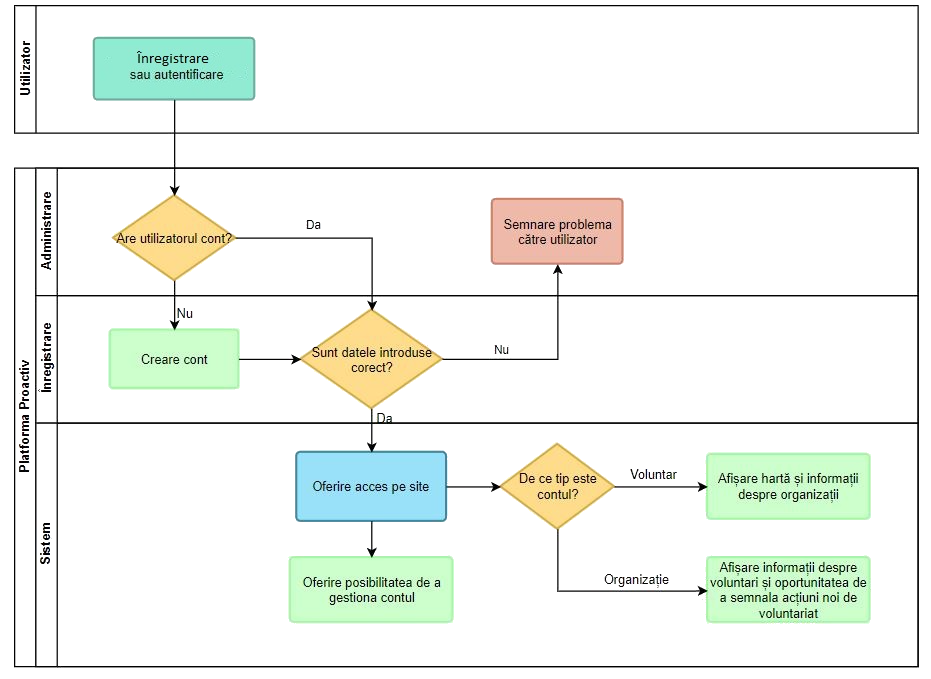 Utilizator
Înregistrare
sau autentificare
Platforma Proactiv
Administrare
Are utilizatorul cont?
Da
Semnare problema
către utilizator
Nu
Înregistrare
Creare cont
Sunt datele introduse
corect?
Nu
Da
Sistem
Oferire acces pe site
De ce tip este
contul?
Voluntar
Afișare hartă și informații
despre organizații
Oferire posibilitatea de a
gestiona contul
Organizație
Afișare informații despre
voluntari și oportunitatea de
a semnala acțiuni noi de
voluntariat